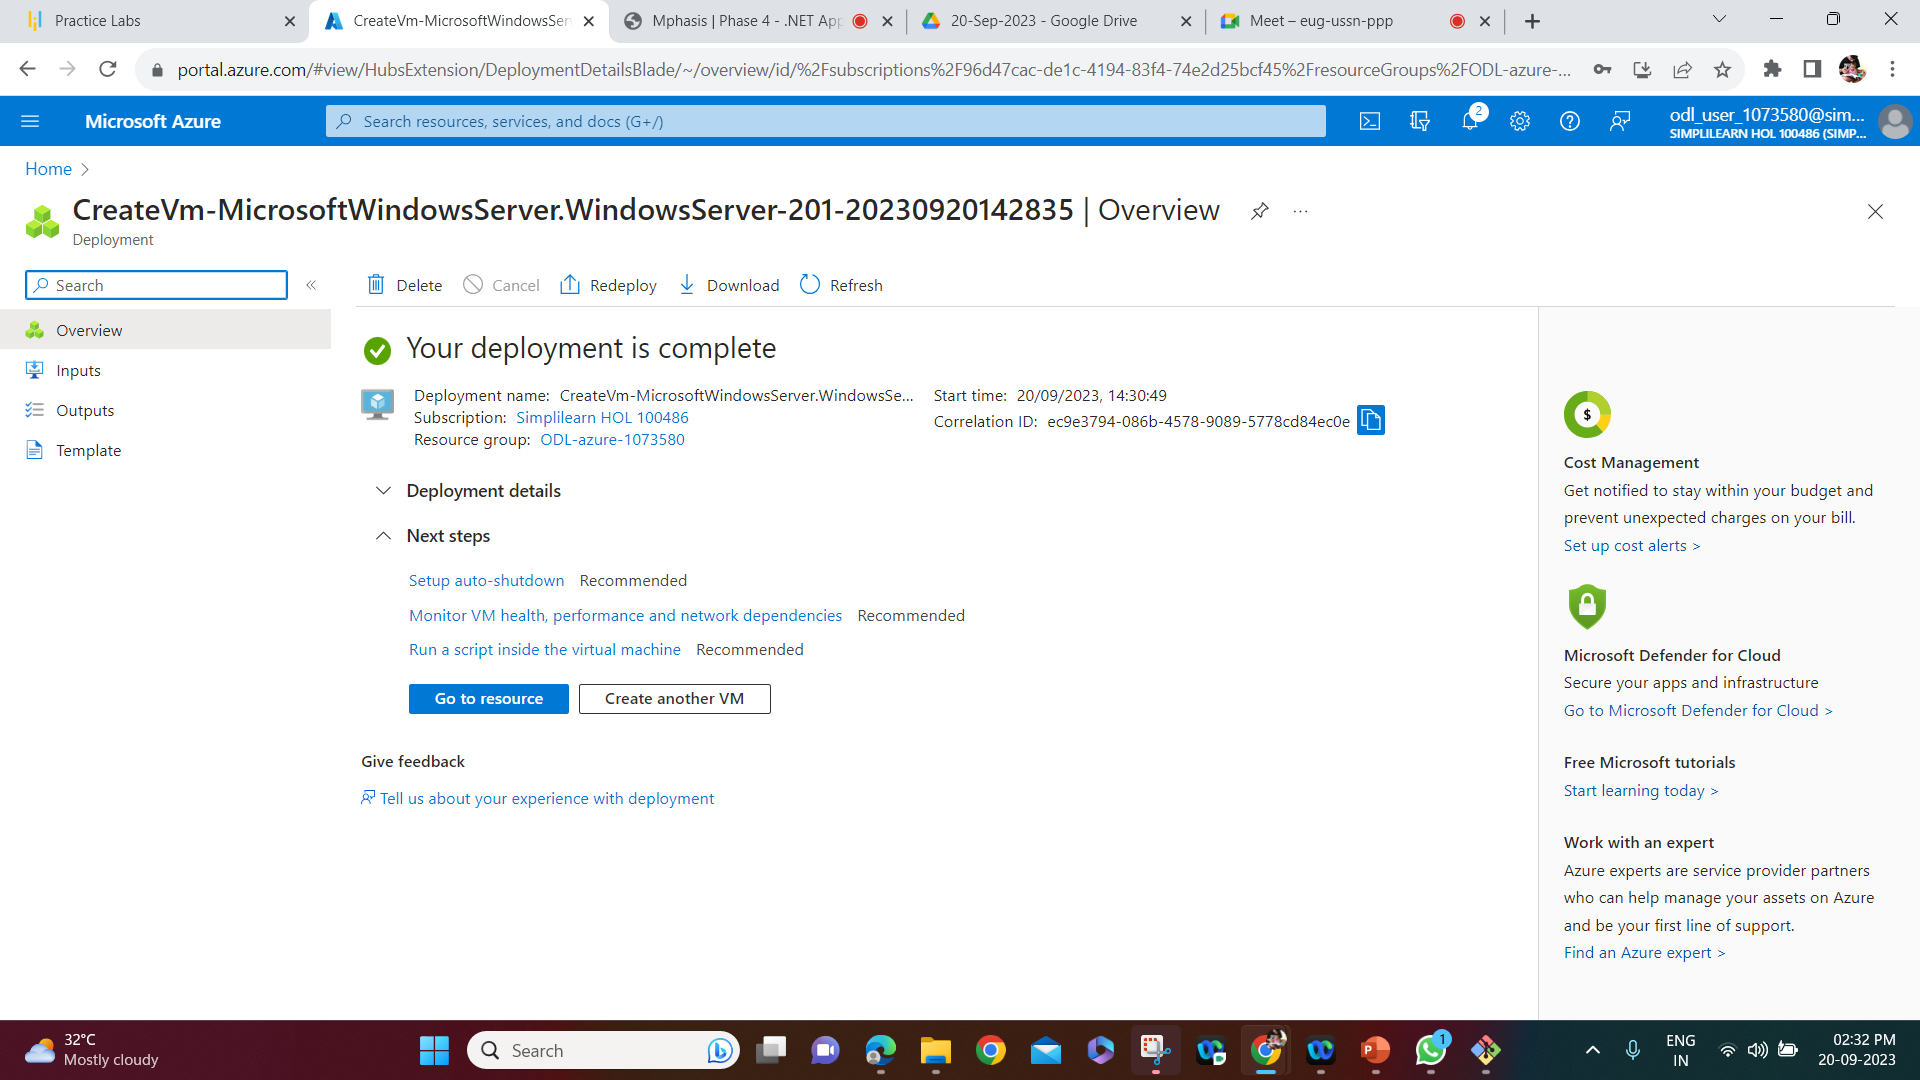 Practice Labs
CreateVm-MicrosoftWindowsSer
Mphasis | Phase 4 - .NET App
20-Sep-2023 - Google Drive
Meet – eug-ussn-ppp
portal.azure.com/#view/HubsExtension/DeploymentDetailsBlade/~/overview/id/%2Fsubscriptions%2F96d47cac-de1c-4194-83f4-74e2d25bcf45%2FresourceGroups%2FODL-azure-...
Microsoft Azure
Search resources, services, and docs (G+/)
2
odl_user_1073580@sim...
SIMPLILEARN HOL 100486 (SIMP...
Home
CreateVm-MicrosoftWindowsServer.WindowsServer-201-20230920142835 | Overview
Deployment
Search
Delete
Cancel
Redeploy
Download
Refresh
Overview
Inputs
Outputs
Template
Your deployment is complete
Deployment name: CreateVm-MicrosoftWindowsServer.WindowsSe...
Subscription: Simplilearn HOL 100486
Resource group: ODL-azure-1073580
Start time: 20/09/2023, 14:30:49
Correlation ID: ec9e3794-086b-4578-9089-5778cd84ec0e
Deployment details
Next steps
Setup auto-shutdown Recommended
Monitor VM health, performance and network dependencies Recommended
Run a script inside the virtual machine Recommended
Go to resource
Create another VM
Give feedback
Tell us about your experience with deployment
$
Cost Management
Get notified to stay within your budget and
prevent unexpected charges on your bill.
Set up cost alerts >
Microsoft Defender for Cloud
Secure your apps and infrastructure
Go to Microsoft Defender for Cloud >
Free Microsoft tutorials
Start learning today >
Work with an expert
Azure experts are service provider partners
who can help manage your assets on Azure
and be your first line of support.
Find an Azure expert >
32°C
Mostly cloudy
Search
1
ENG
IN
02:32 PM
20-09-2023